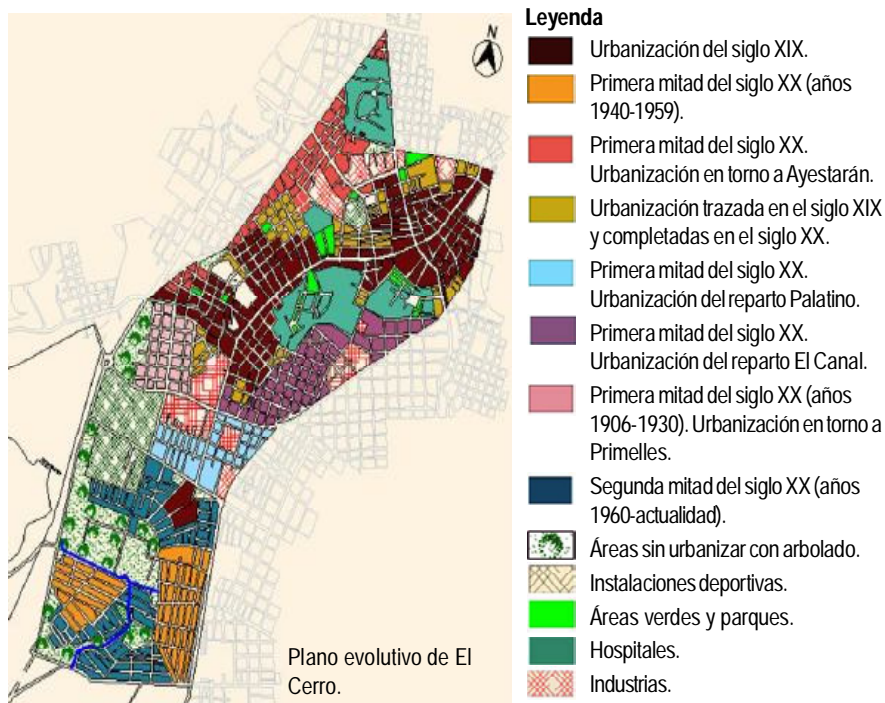 N
Leyenda
Urbanización del siglo XIX.
Primera mitad del siglo XX (años
1940-1959).
Primera mitad del siglo XX.
Urbanización en torno a Ayestarán.
Urbanización trazada en el siglo XIX
y completadas en el siglo XX.
Primera mitad del siglo XX.
Urbanización del reparto Palatino.
Primera mitad del siglo XX.
Urbanización del reparto El Canal.
Primera mitad del siglo XX (años
1906-1930). Urbanización en torno a
Primelles.
Segunda mitad del siglo XX (años
1960-actualidad).
Áreas sin urbanizar con arbolado.
Instalaciones deportivas.
Áreas verdes y parques.
Hospitales.
Industrias.
Plano evolutivo de El
Cerro.